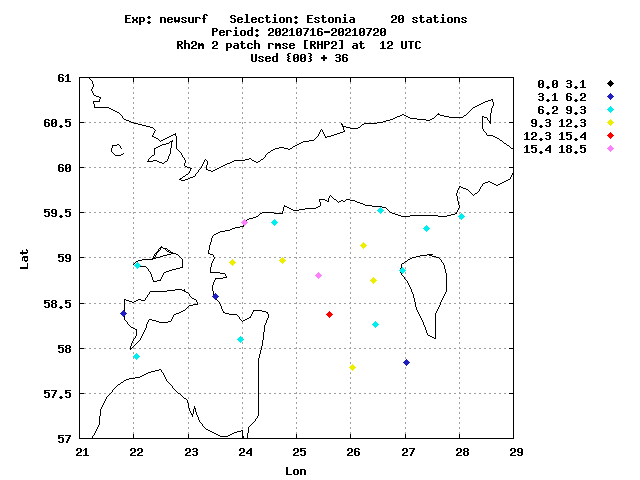 Exp: newsurf   Selection: Estonia     20 stations
Period: 20210716-20210720
Rh2m 2 patch rmse [RHP2] at  12 UTC
Used {00} + 36
0.0 3.1
3.1 6.2
6.2 9.3
9.3 12.3
12.3 15.4
15.4 18.5
61
60.5
60
59.5
59
58.5
58
57.5
57
Lat
21 22 23 24 25 26 27 28 29
Lon